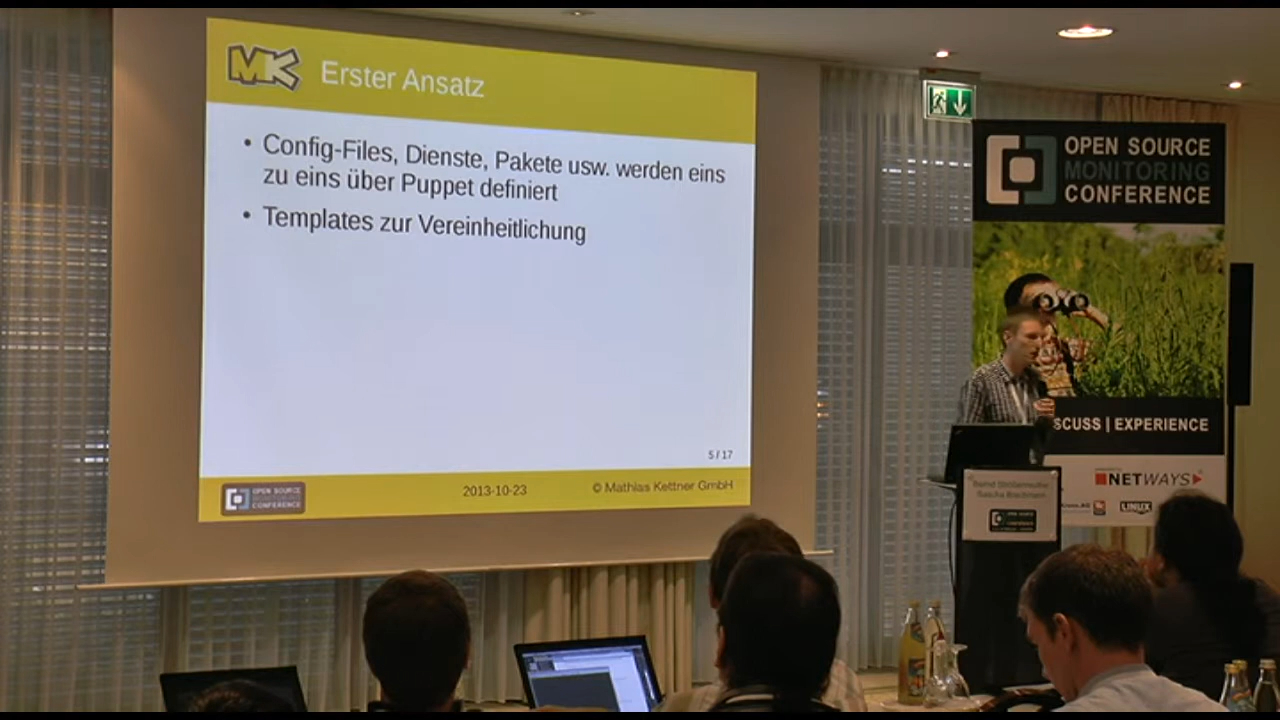 MK
Erster Ansatz
• Config-Files, Dienste, Pakete usw. werden eins
zu eins über Puppet definiert
• Templates zur Vereinheitlichung
5 / 17
OPEN SOURCE
MONITORING
CONFERENCE
2013-10-23
© Mathias Kettner GmbH
OPEN SOURCE
MONITORING
CONFERENCE
SCUSS | EXPERIENCE
NETWAYS
LINUX